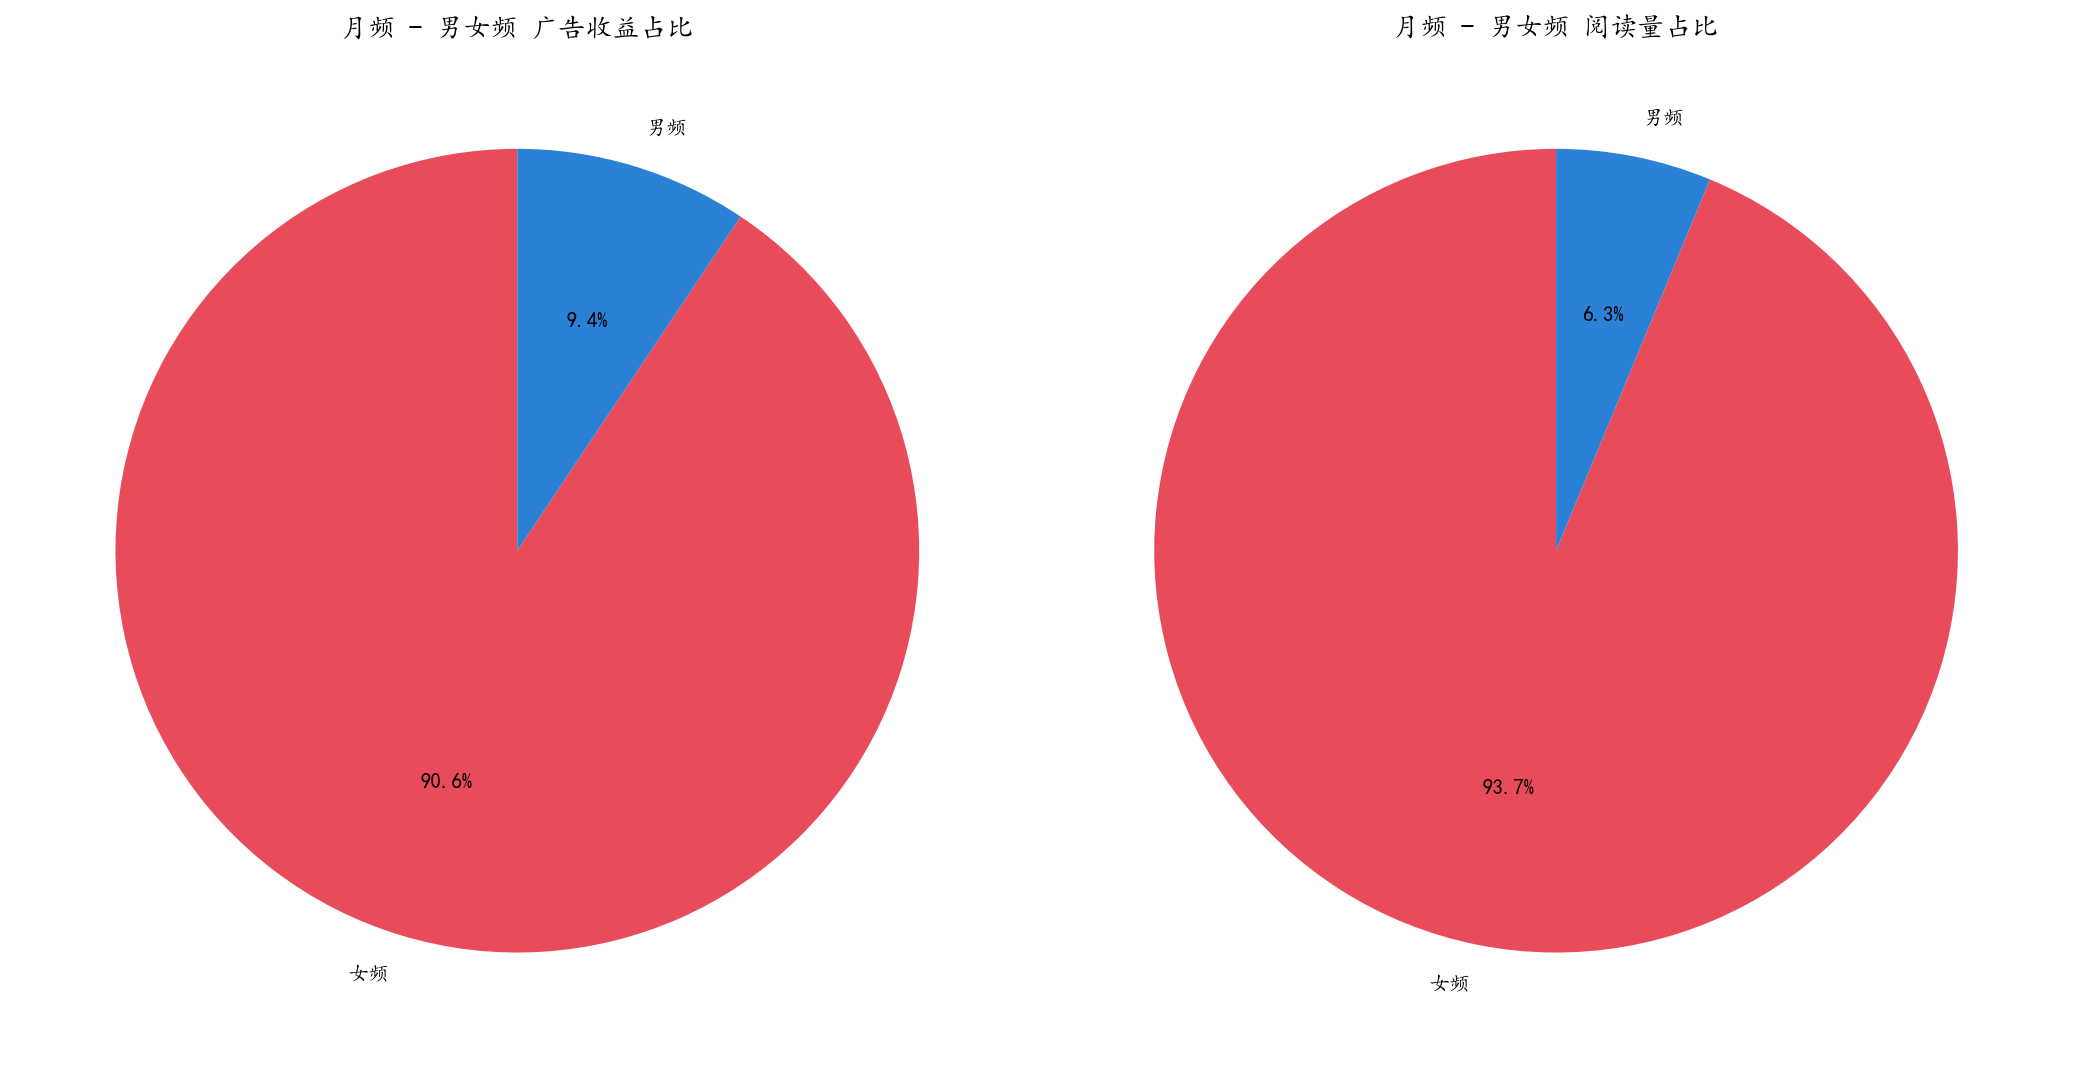 月频 - 男女频 广告收益占比
男频
9.4%
90.6%
女频
月频 - 男女频 阅读量占比
男频
6.3%
93.7%
女频